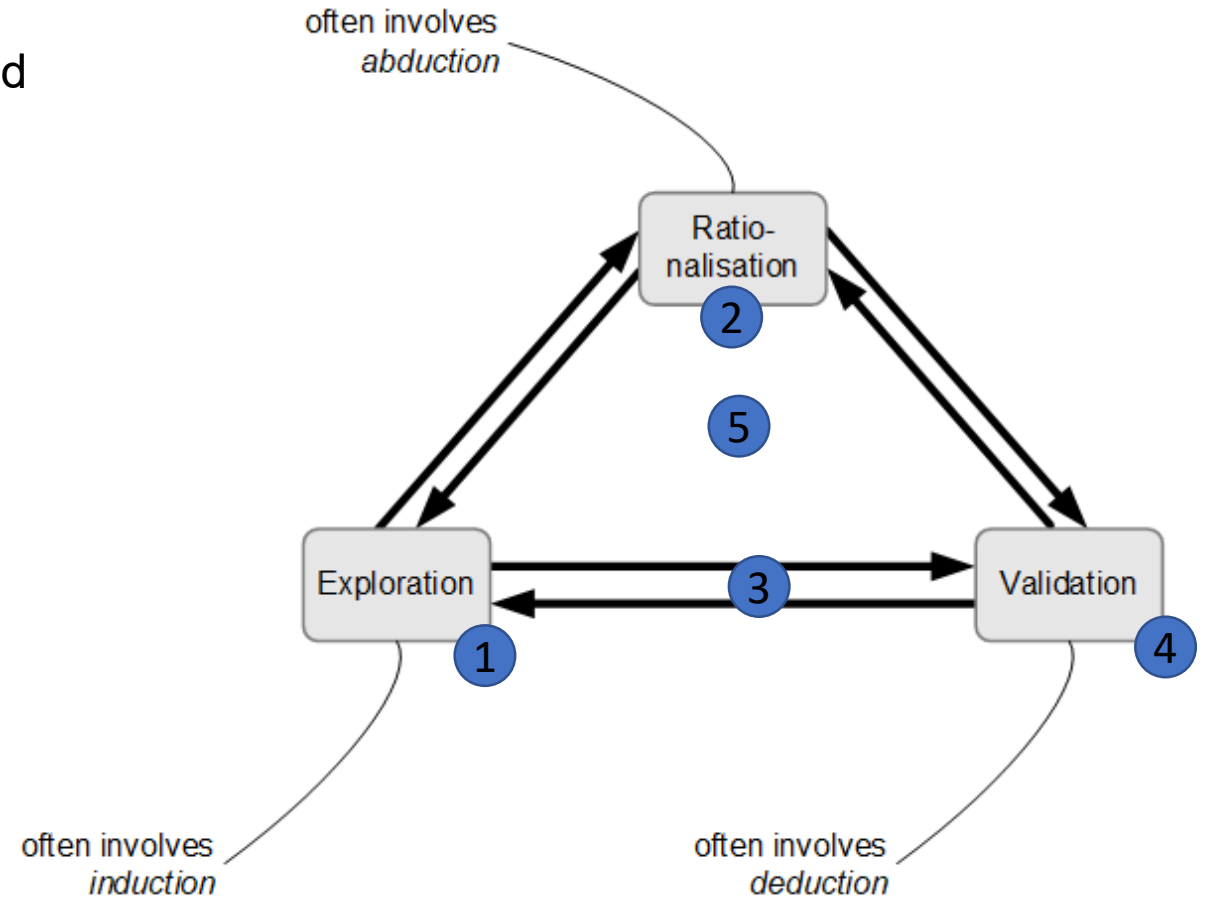 often involves
abduction
d
Ratio-
nalisation
2
5
Exploration
3
Validation
1
4
often involves
induction
often involves
deduction